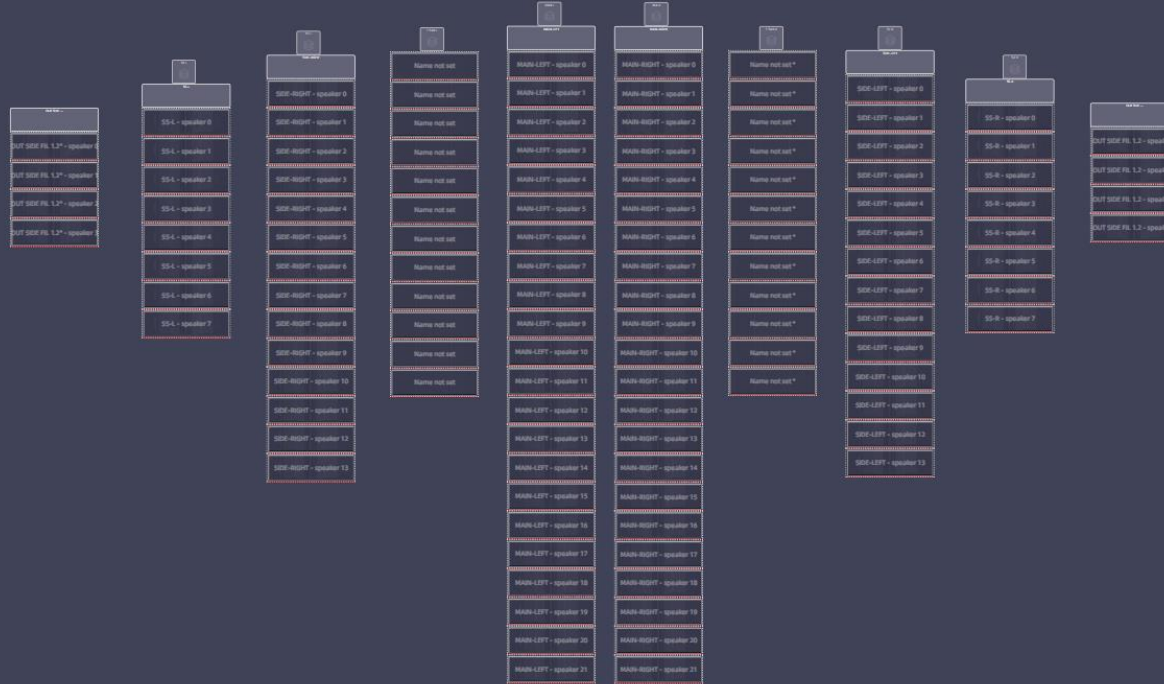 OUT SIDE FIL 1.2* - speaker
OUT SIDE FIL 1.2* - speaker
OUT SIDE FIL 1.2* - speaker
OUT SIDE FIL 1.2* - speaker
SS-L - speaker 0
SS-L - speaker 1
SS-L - speaker 2
SS-L - speaker 3
SS-L - speaker 4
SS-L - speaker 5
SS-L - speaker 6
SS-L - speaker 7
SIDE-RIGHT - speaker 0
SIDE-RIGHT - speaker 1
SIDE-RIGHT - speaker 2
SIDE-RIGHT - speaker 3
SIDE-RIGHT - speaker 4
SIDE-RIGHT - speaker 5
SIDE-RIGHT - speaker 6
SIDE-RIGHT - speaker 7
SIDE-RIGHT - speaker 8
SIDE-RIGHT - speaker 9
SIDE-RIGHT - speaker 10
SIDE-RIGHT - speaker 11
SIDE-RIGHT - speaker 12
SIDE-RIGHT - speaker 13
Name not set
Name not set
Name not set
Name not set
Name not set
Name not set
Name not set
Name not set
Name not set
Name not set
Name not set
Name not set
MAIN-LEFT - speaker 0
MAIN-LEFT - speaker 1
MAIN-LEFT - speaker 2
MAIN-LEFT - speaker 3
MAIN-LEFT - speaker 4
MAIN-LEFT - speaker 5
MAIN-LEFT - speaker 6
MAIN-LEFT - speaker 7
MAIN-LEFT - speaker 8
MAIN-LEFT - speaker 9
MAIN-LEFT - speaker 10
MAIN-LEFT - speaker 11
MAIN-LEFT - speaker 12
MAIN-LEFT - speaker 13
MAIN-LEFT - speaker 14
MAIN-LEFT - speaker 15
MAIN-LEFT - speaker 16
MAIN-LEFT - speaker 17
MAIN-LEFT - speaker 18
MAIN-LEFT - speaker 19
MAIN-LEFT - speaker 20
MAIN-LEFT - speaker 21
MAIN-RIGHT - speaker 0
MAIN-RIGHT - speaker 1
MAIN-RIGHT - speaker 2
MAIN-RIGHT - speaker 3
MAIN-RIGHT - speaker 4
MAIN-RIGHT - speaker 5
MAIN-RIGHT - speaker 6
MAIN-RIGHT - speaker 7
MAIN-RIGHT - speaker 8
MAIN-RIGHT - speaker 9
MAIN-RIGHT - speaker 10
MAIN-RIGHT - speaker 11
MAIN-RIGHT - speaker 12
MAIN-RIGHT - speaker 13
MAIN-RIGHT - speaker 14
MAIN-RIGHT - speaker 15
MAIN-RIGHT - speaker 16
MAIN-RIGHT - speaker 17
MAIN-RIGHT - speaker 18
MAIN-RIGHT - speaker 19
MAIN-RIGHT - speaker 20
MAIN-RIGHT - speaker 21
Name not set *
Name not set *
Name not set *
Name not set *
Name not set *
Name not set *
Name not set *
Name not set *
Name not set *
Name not set *
Name not set *
Name not set *
SIDE-LEFT - speaker 0
SIDE-LEFT - speaker 1
SIDE-LEFT - speaker 2
SIDE-LEFT - speaker 3
SIDE-LEFT - speaker 4
SIDE-LEFT - speaker 5
SIDE-LEFT - speaker 6
SIDE-LEFT - speaker 7
SIDE-LEFT - speaker 8
SIDE-LEFT - speaker 9
SIDE-LEFT - speaker 10
SIDE-LEFT - speaker 11
SIDE-LEFT - speaker 12
SIDE-LEFT - speaker 13
SS-R - speaker 0
SS-R - speaker 1
SS-R - speaker 2
SS-R - speaker 3
SS-R - speaker 4
SS-R - speaker 5
SS-R - speaker 6
SS-R - speaker 7
OUT SIDE FIL 1.2 - speak
OUT SIDE FIL 1.2 - speak
OUT SIDE FIL 1.2 - speak
OUT SIDE FIL 1.2 - speak